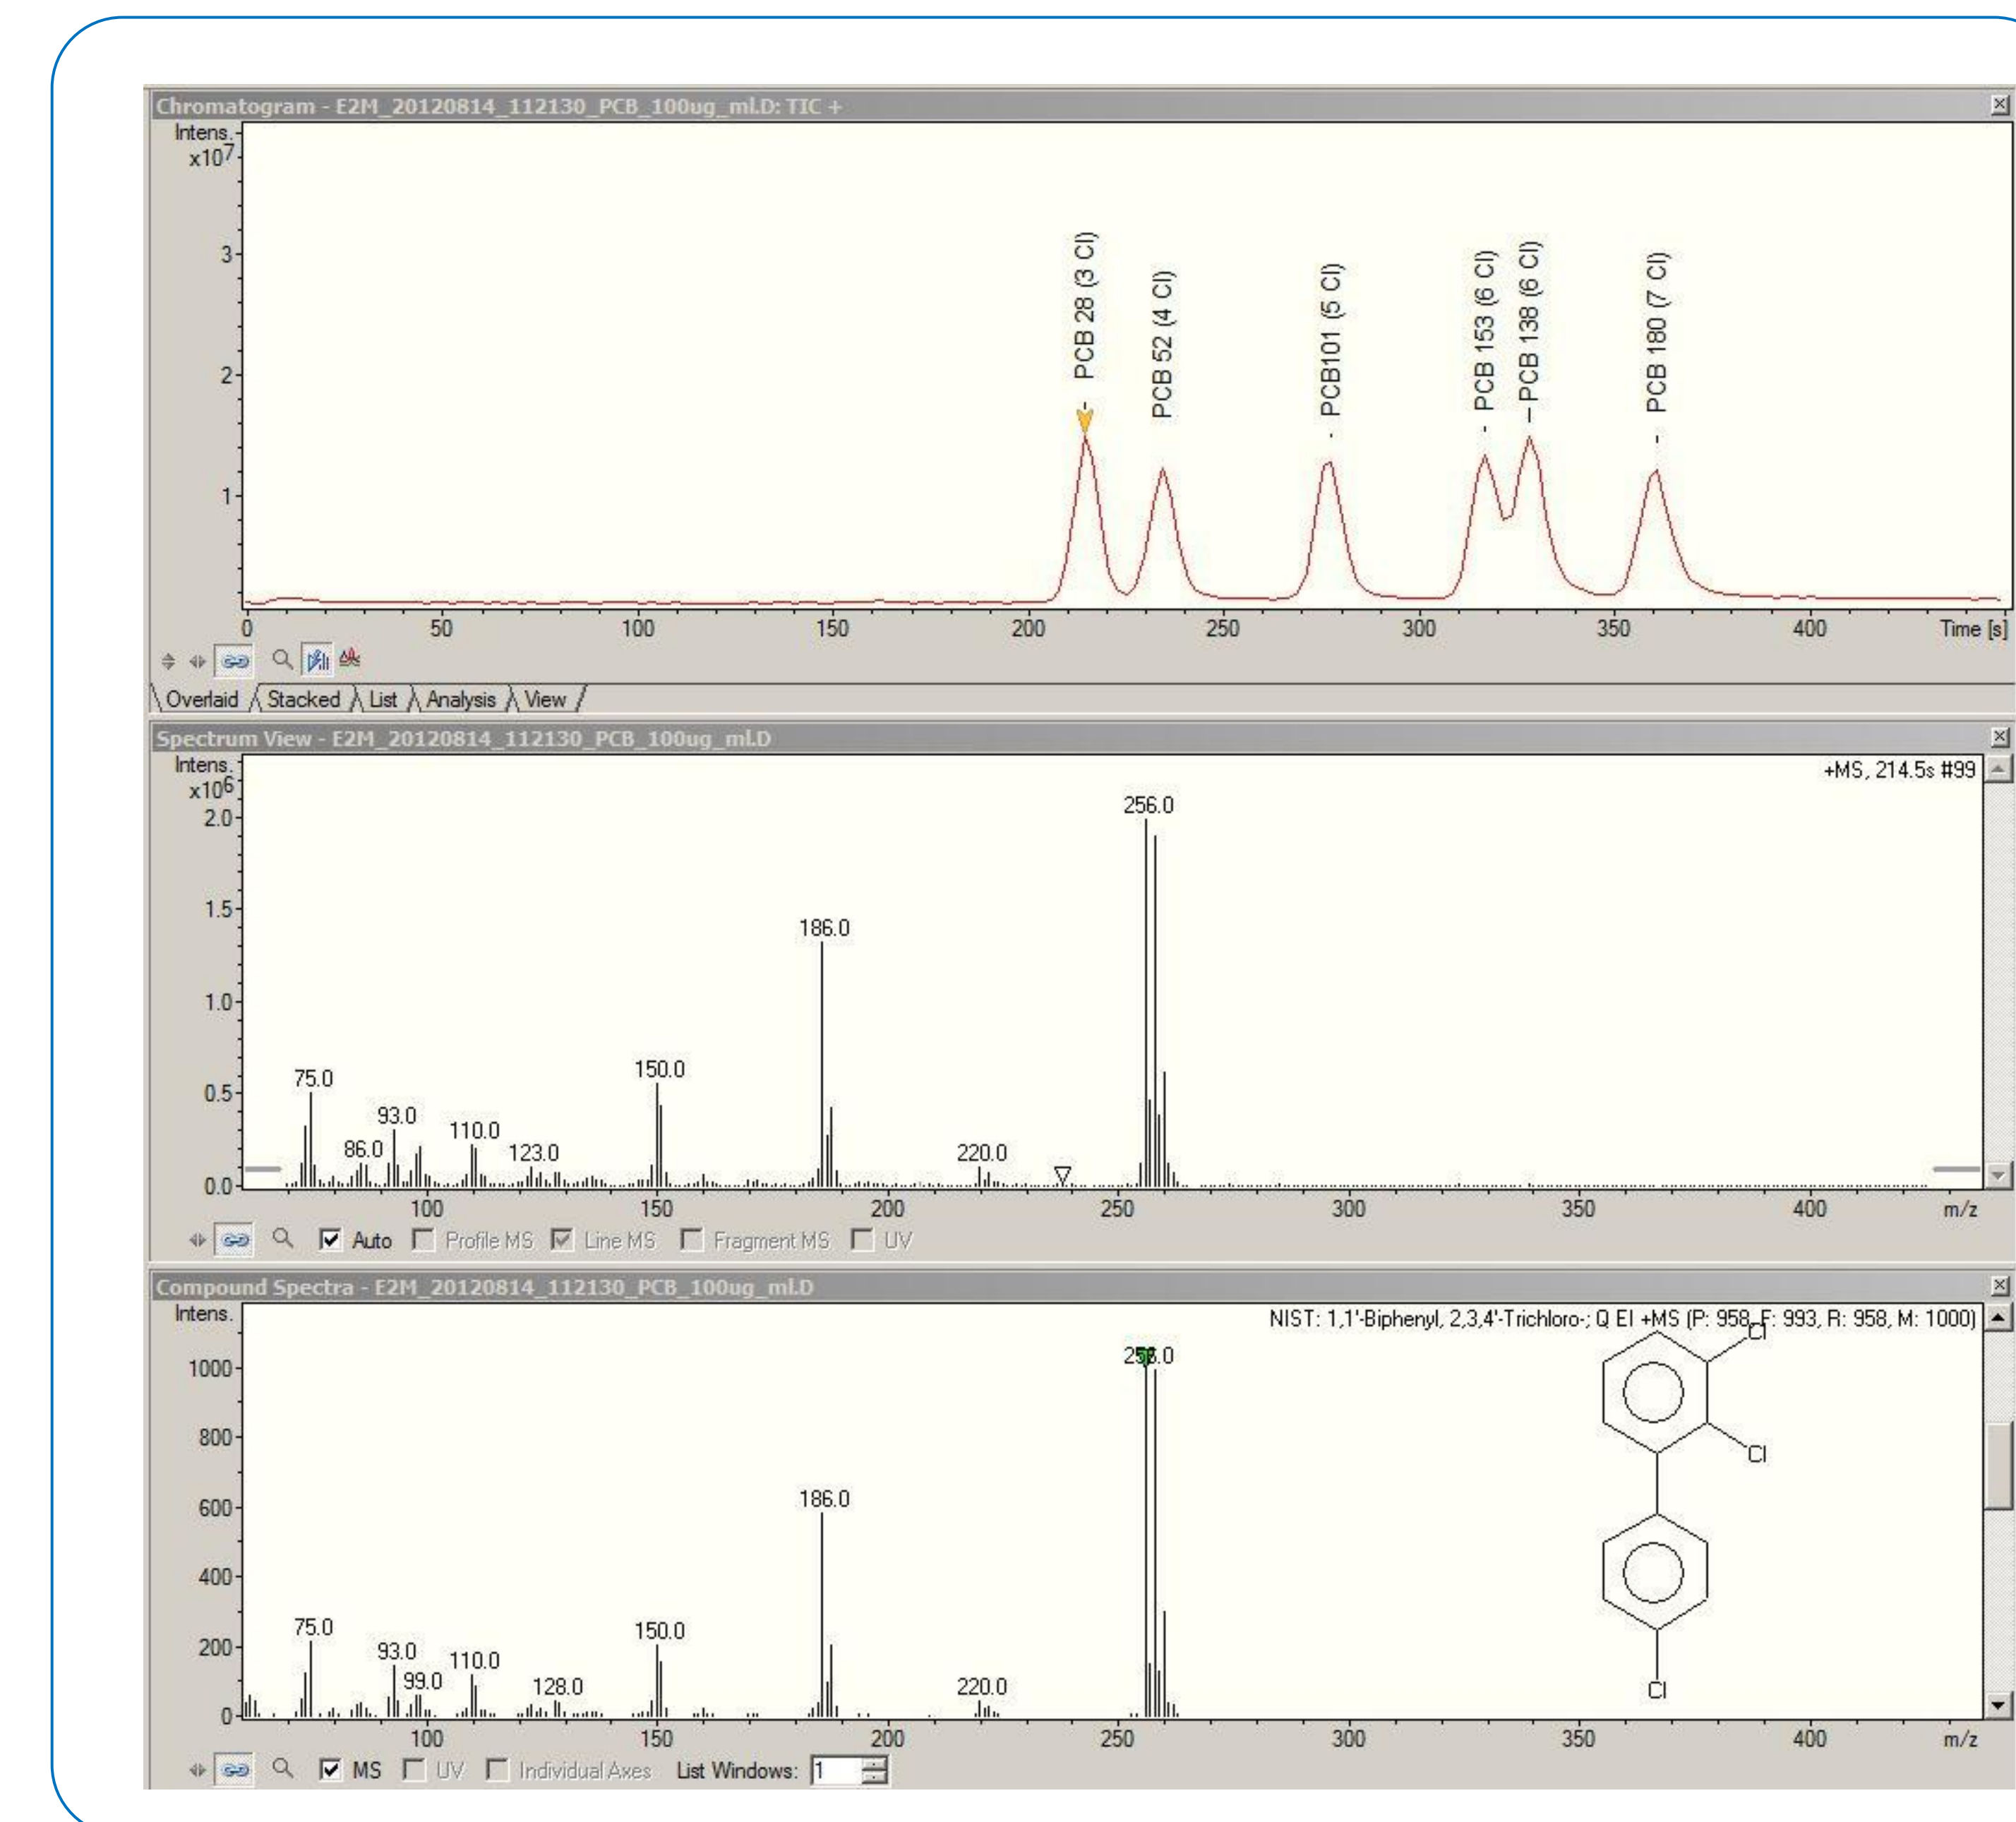 Chromatogram - E2M_20120814_112130_PCB_100ug_ml.D: TIC +
Intens.
x10^7
3
2
1
PCB 28 (3 Cl)
PCB 52 (4 Cl)
PCB101 (5 Cl)
PCB 153 (6 Cl)
PCB 138 (6 Cl)
PCB 180 (7 Cl)
0 50 100 150 200 250 300 350 400 Time [s]
Overlaid Stacked List Analysis View
Spectrum View - E2M_20120814_112130_PCB_100ug_ml.D
Intens.
x10^6
+MS, 214.5s #99
2.0
1.5
1.0
0.5
0.0
256.0
186.0
150.0
75.0
93.0
110.0
86.0
123.0
220.0
100 150 200 250 300 350 400 m/z
Auto Profile MS Line MS Fragment MS UV
Compound Spectra - E2M_20120814_112130_PCB_100ug_ml.D
Intens.
NIST: 1,1'-Biphenyl, 2,3,4'-Trichloro-; Q EI +MS (P: 958, F: 993, R: 958, M: 1000)
1000
800
600
400
200
0
256.0
186.0
150.0
75.0
93.0
110.0
99.0
128.0
220.0
Cl
Cl
Cl
100 150 200 250 300 350 400 m/z
MS UV Individual Axes List Windows: 1